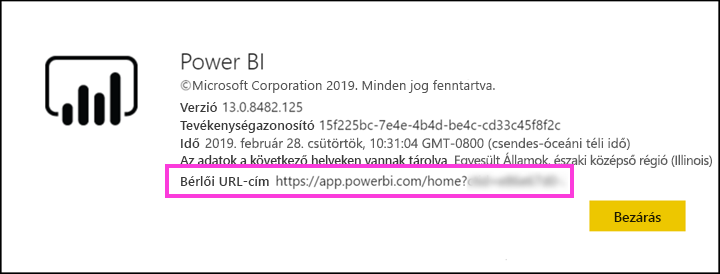 Power BI
©Microsoft Corporation 2019. Minden jog fenntartva.
Verzió 13.0.8482.125
Tevékenységazonosító 15f225bc-7e4e-4b4d-be4c-cd33c45f8f2c
Idő 2019. február 28. csütörtök, 10:31:04 GMT-0800 (csendes-óceáni téli idő)
Az adatok a következő helyeken vannak tárolva. Egyesült Államok, északi középső régió (Illinois)
Bérlői URL-cím https://app.powerbi.com/home?
Bezárás